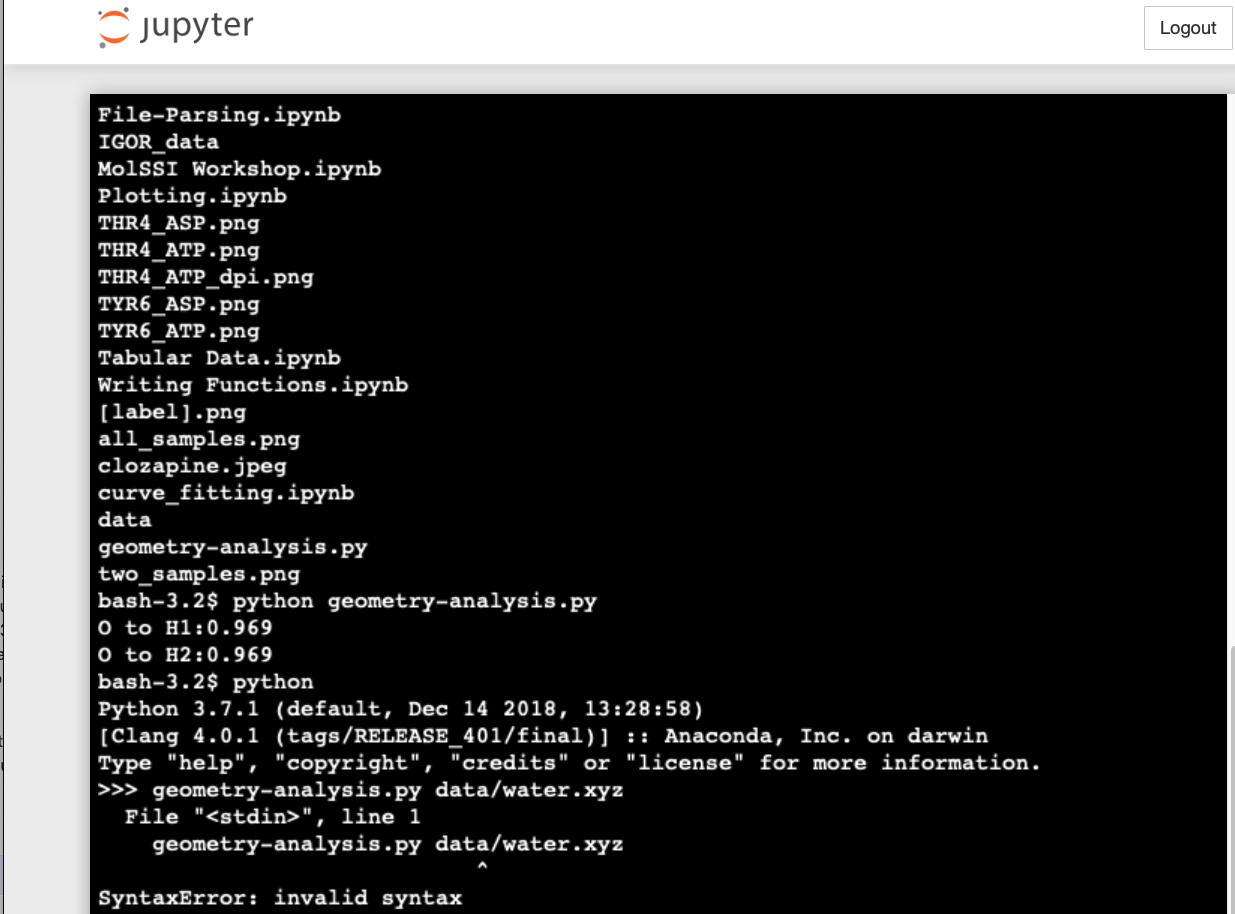 jupyter
Logout
File-Parsing.ipynb
IGOR_data
MolSSI Workshop.ipynb
Plotting.ipynb
THR4_ASP.png
THR4_ATP.png
THR4_ATP_dpi.png
TYR6_ASP.png
TYR6_ATP.png
Tabular Data.ipynb
Writing Functions.ipynb
[label].png
all_samples.png
clozapine.jpeg
curve_fitting.ipynb
data
geometry-analysis.py
two_samples.png
bash-3.2$ python geometry-analysis.py
O to H1:0.969
O to H2:0.969
bash-3.2$ python
Python 3.7.1 (default, Dec 14 2018, 13:28:58)
[Clang 4.0.1 (tags/RELEASE_401/final)] :: Anaconda, Inc. on darwin
Type "help", "copyright", "credits" or "license" for more information.
>>> geometry-analysis.py data/water.xyz
  File "<stdin>", line 1
    geometry-analysis.py data/water.xyz
                            ^
SyntaxError: invalid syntax